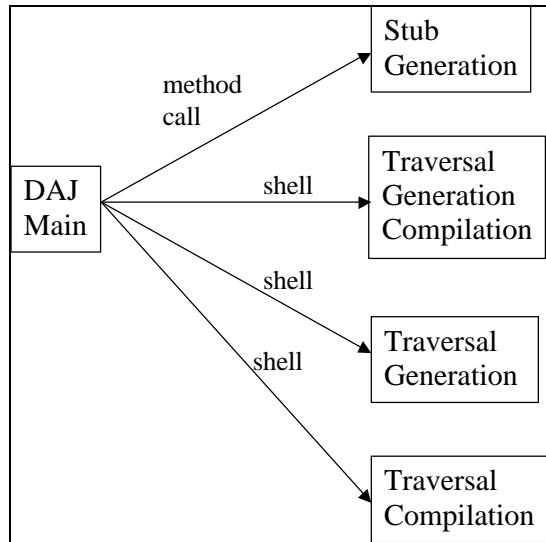 Stub
Generation
method
call
shell
Traversal
Generation
Compilation
DAJ
Main
shell
Traversal
Generation
shell
Traversal
Compilation